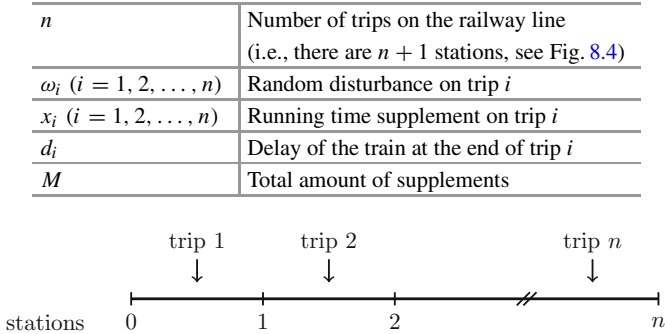 n Number of trips on the railway line
(i.e., there are n + 1 stations, see Fig. 8.4)
ωᵢ (i = 1, 2, . . . , n) Random disturbance on trip i
xᵢ (i = 1, 2, . . . , n) Running time supplement on trip i
dᵢ Delay of the train at the end of trip i
M Total amount of supplements
trip 1 trip 2 trip n
stations 0 1 2 n